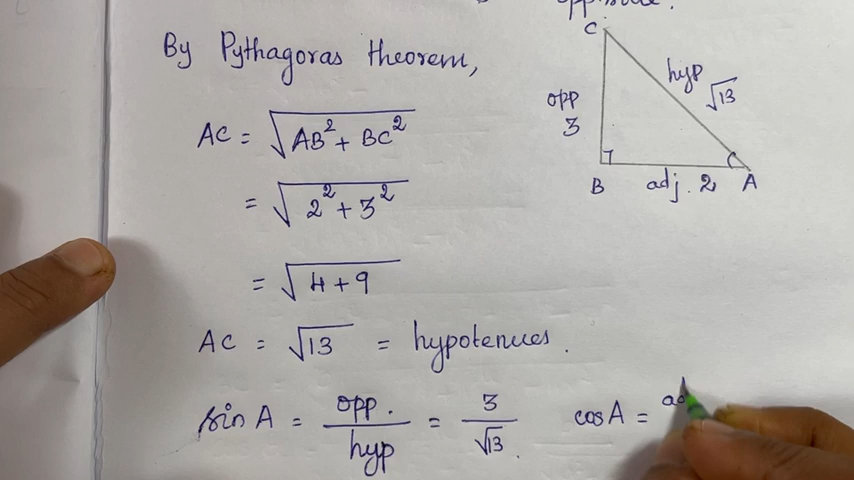 By Pythagoras theorem,
AC = √(AB² + BC²)
= √(2² + 3²)
= √(4+9)
AC = √13 = hypotenues.
sin A = opp. / hyp = 3 / √13. cos A = ad
C
hyp
√13
opp
3
B adj. 2 A